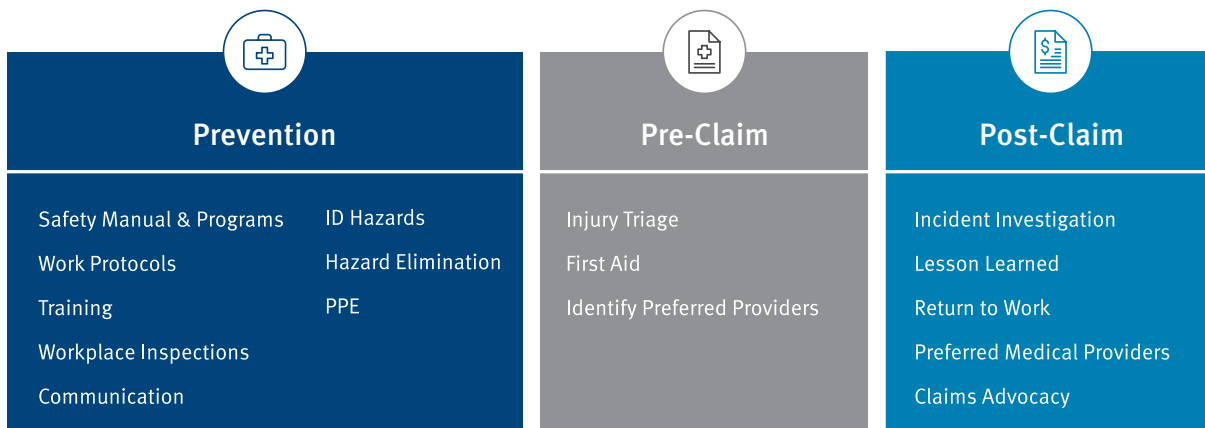 Prevention
Safety Manual & Programs
Work Protocols
Training
Workplace Inspections
Communication
ID Hazards
Hazard Elimination
PPE
Pre-Claim
Injury Triage
First Aid
Identify Preferred Providers
$
Post-Claim
Incident Investigation
Lesson Learned
Return to Work
Preferred Medical Providers
Claims Advocacy